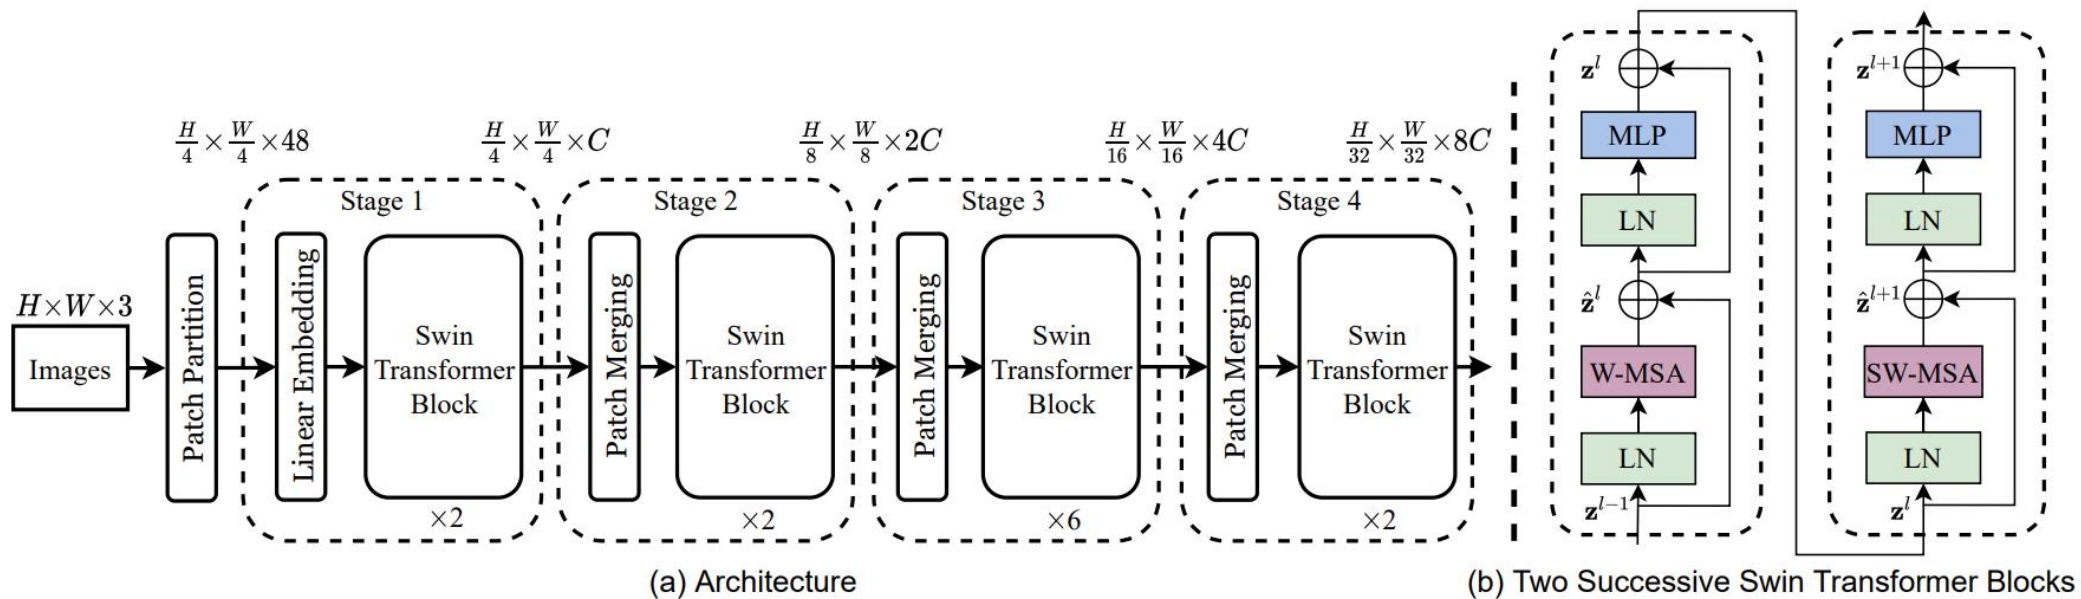 H/4 × W/4 × 48
H/4 × W/4 × C
H/8 × W/8 × 2C
H/16 × W/16 × 4C
H/32 × W/32 × 8C
Stage 1
Stage 2
Stage 3
Stage 4
H×W×3
Images
Patch Partition
Linear Embedding
Swin
Transformer
Block
×2
Patch Merging
Swin
Transformer
Block
×2
Patch Merging
Swin
Transformer
Block
×6
Patch Merging
Swin
Transformer
Block
×2
(a) Architecture
z^l
MLP
LN
ẑ^l
W-MSA
LN
z^{l-1}
z^{l+1}
MLP
LN
ẑ^{l+1}
SW-MSA
LN
z^l
(b) Two Successive Swin Transformer Blocks